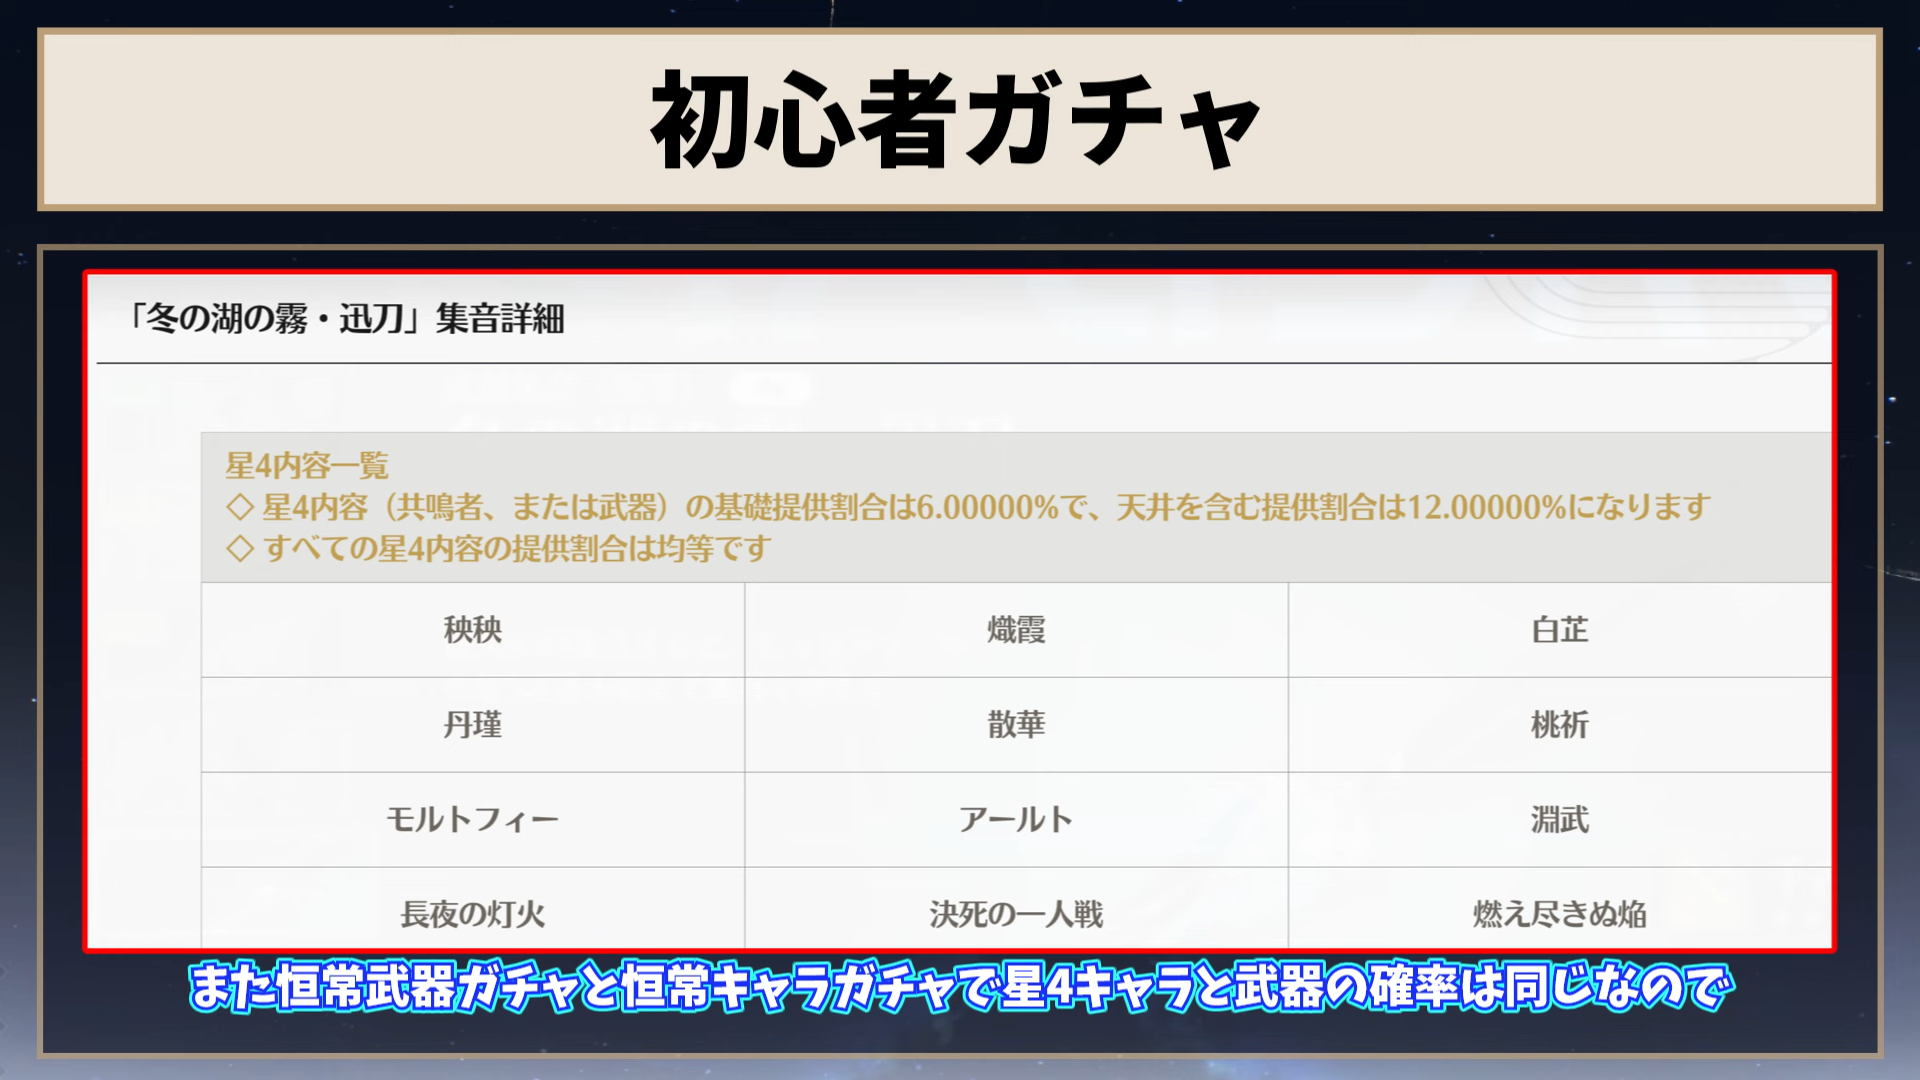 初心者ガチャ
「冬の湖の霧・迅刀」集音詳細
星4内容一覧
◇ 星4内容（共鳴者、または武器）の基礎提供割合は6.00000%で、天井を含む提供割合は12.00000%になります
◇ すべての星4内容の提供割合は均等です
秧秧 熾霞 白芷
丹瑾 散華 桃祈
モルトフィー アールト 淵武
長夜の灯火 決死の一人戦 燃え尽きぬ焔
また恒常武器ガチャと恒常キャラガチャで星4キャラと武器の確率は同じなので